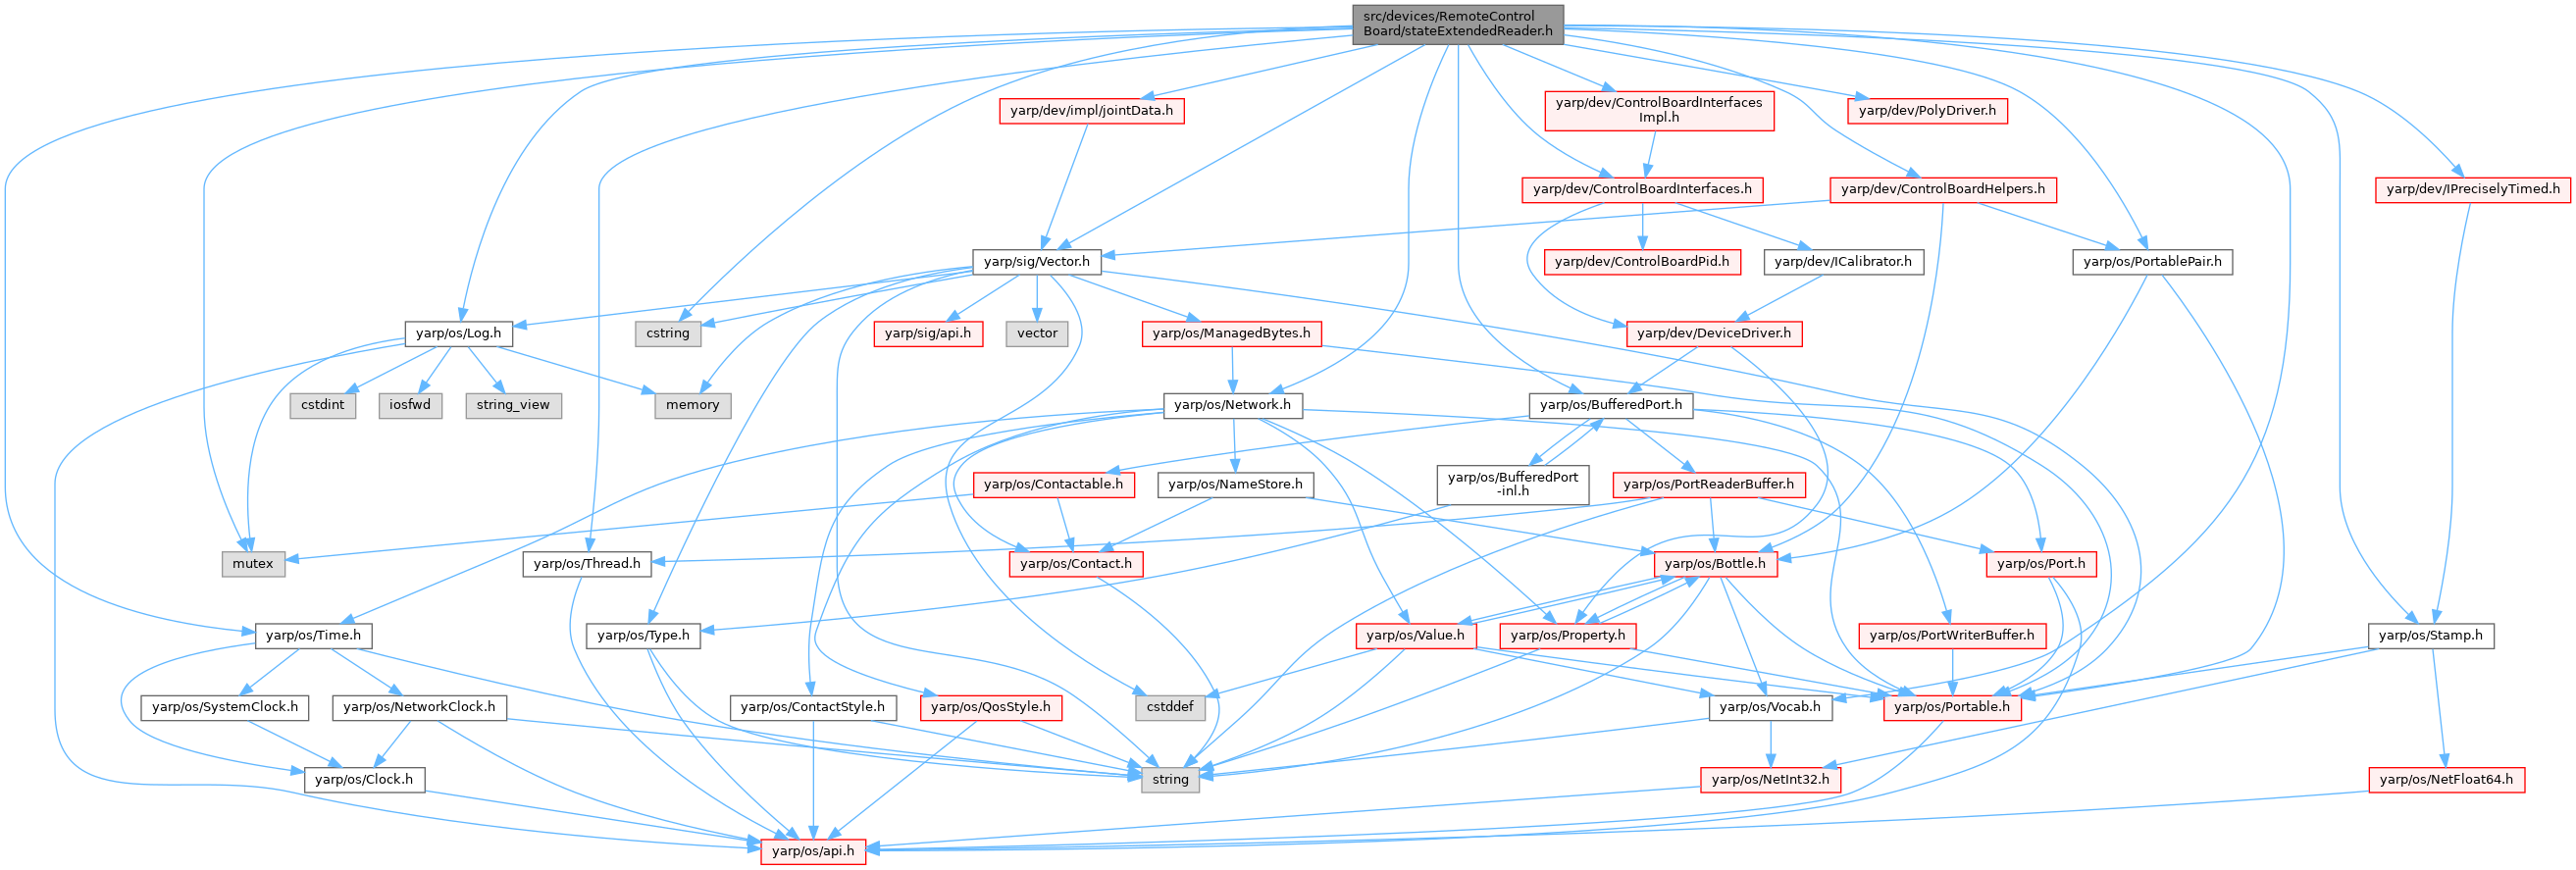 src/devices/RemoteControl
Board/stateExtendedReader.h
yarp/dev/impl/jointData.h
yarp/dev/ControlBoardInterfaces
Impl.h
yarp/dev/PolyDriver.h
yarp/dev/ControlBoardInterfaces.h
yarp/dev/ControlBoardHelpers.h
yarp/dev/IPreciselyTimed.h
yarp/sig/Vector.h
yarp/dev/ControlBoardPid.h
yarp/dev/ICalibrator.h
yarp/os/PortablePair.h
yarp/os/Log.h
cstring
yarp/sig/api.h
vector
yarp/os/ManagedBytes.h
yarp/dev/DeviceDriver.h
cstdint
iosfwd
string_view
memory
yarp/os/Network.h
yarp/os/BufferedPort.h
yarp/os/Contactable.h
yarp/os/NameStore.h
yarp/os/BufferedPort
-inl.h
yarp/os/PortReaderBuffer.h
mutex
yarp/os/Thread.h
yarp/os/Contact.h
yarp/os/Bottle.h
yarp/os/Port.h
yarp/os/Time.h
yarp/os/Type.h
yarp/os/Value.h
yarp/os/Property.h
yarp/os/PortWriterBuffer.h
yarp/os/Stamp.h
yarp/os/SystemClock.h
yarp/os/NetworkClock.h
yarp/os/ContactStyle.h
yarp/os/QosStyle.h
cstddef
yarp/os/Vocab.h
yarp/os/Portable.h
yarp/os/Clock.h
string
yarp/os/NetInt32.h
yarp/os/NetFloat64.h
yarp/os/api.h